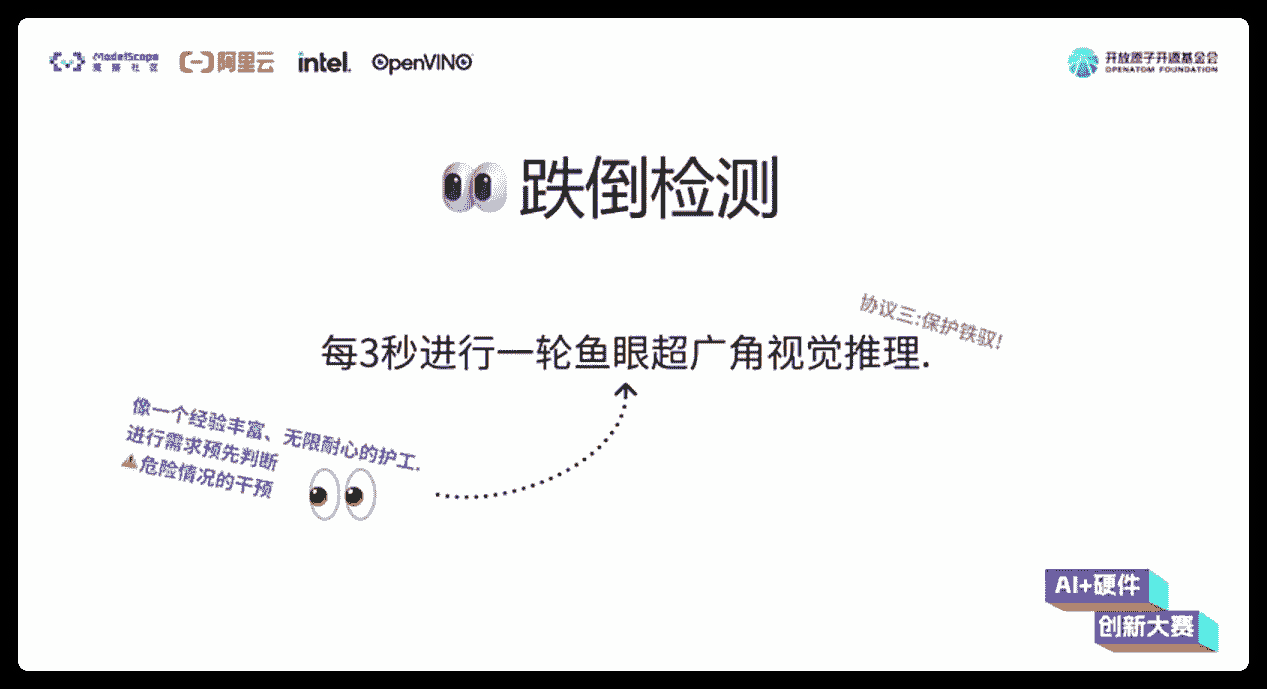 ModelScope
魔搭社区
阿里云
intel.
OpenVINO
开放原子开源基金会
OPENATOM FOUNDATION
跌倒检测
协议三:保护铁驭!
每3秒进行一轮鱼眼超广角视觉推理.
像一个经验丰富、无限耐心的护工.
进行需求预先判断
危险情况的干预
AI+硬件
创新大赛